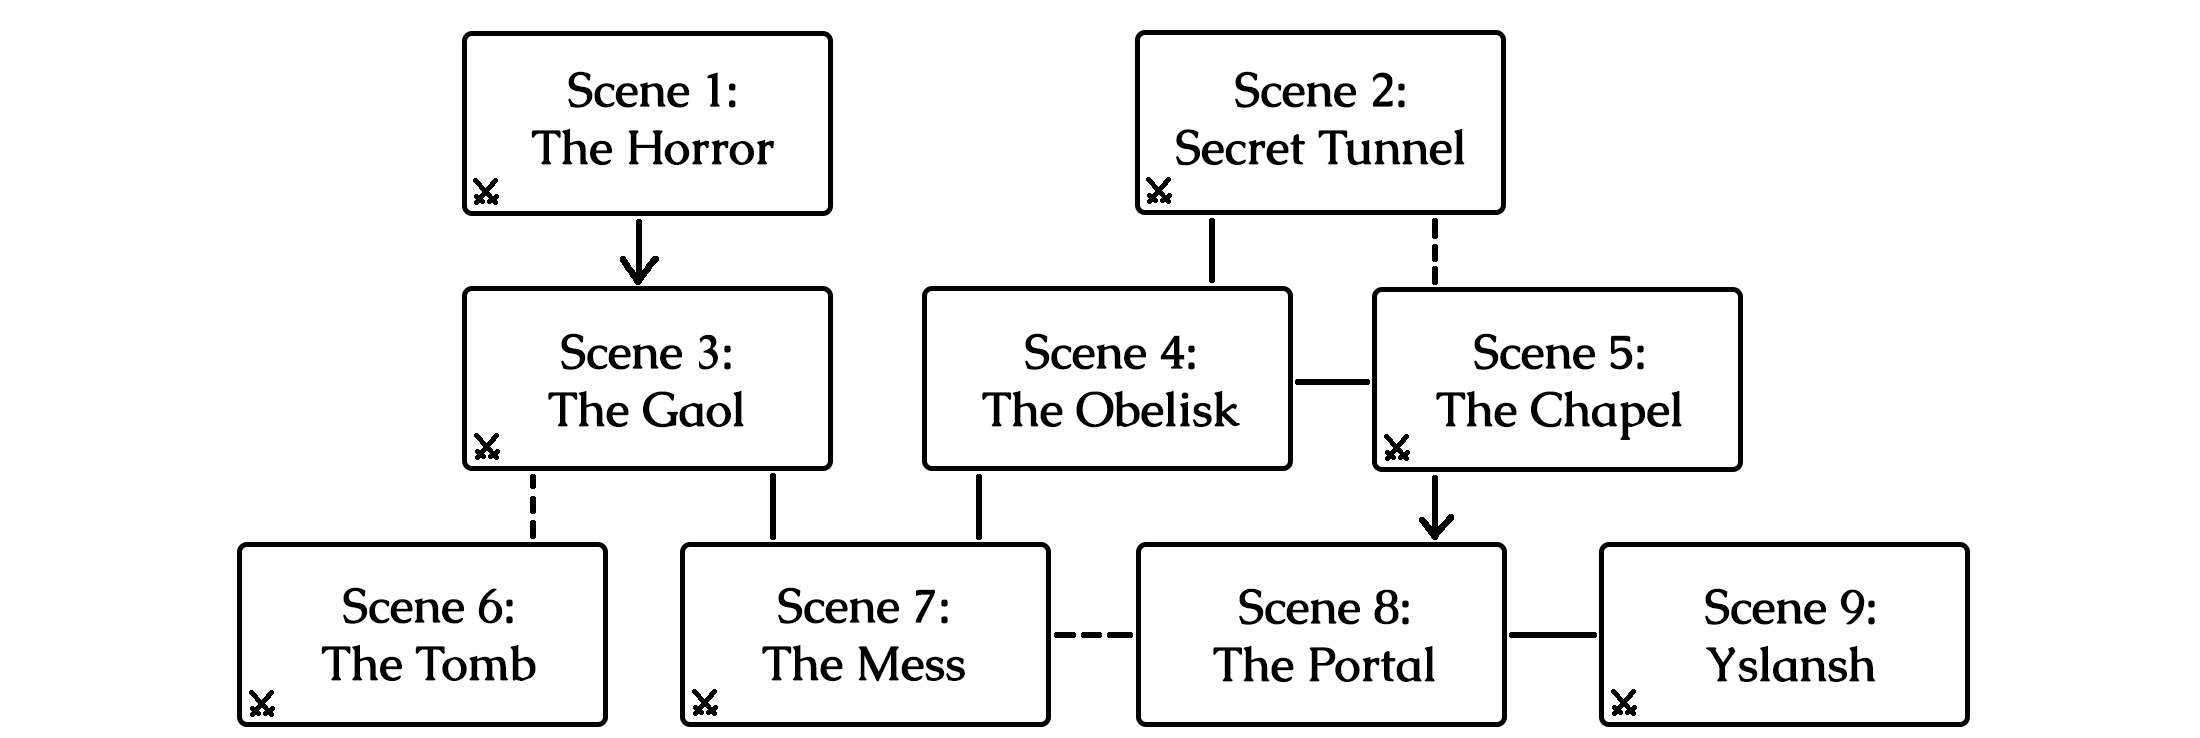 Scene 1:
The Horror
Scene 2:
Secret Tunnel
Scene 3:
The Gaol
Scene 4:
The Obelisk
Scene 5:
The Chapel
Scene 6:
The Tomb
Scene 7:
The Mess
Scene 8:
The Portal
Scene 9:
Yslansh